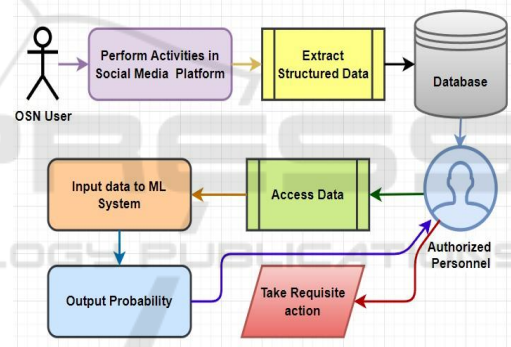 Perform Activities in
Social Media Platform
Extract
Structured Data
Database
OSN User
Input data to ML
System
Access Data
Authorized
Personnel
Output Probability
Take Requisite
action